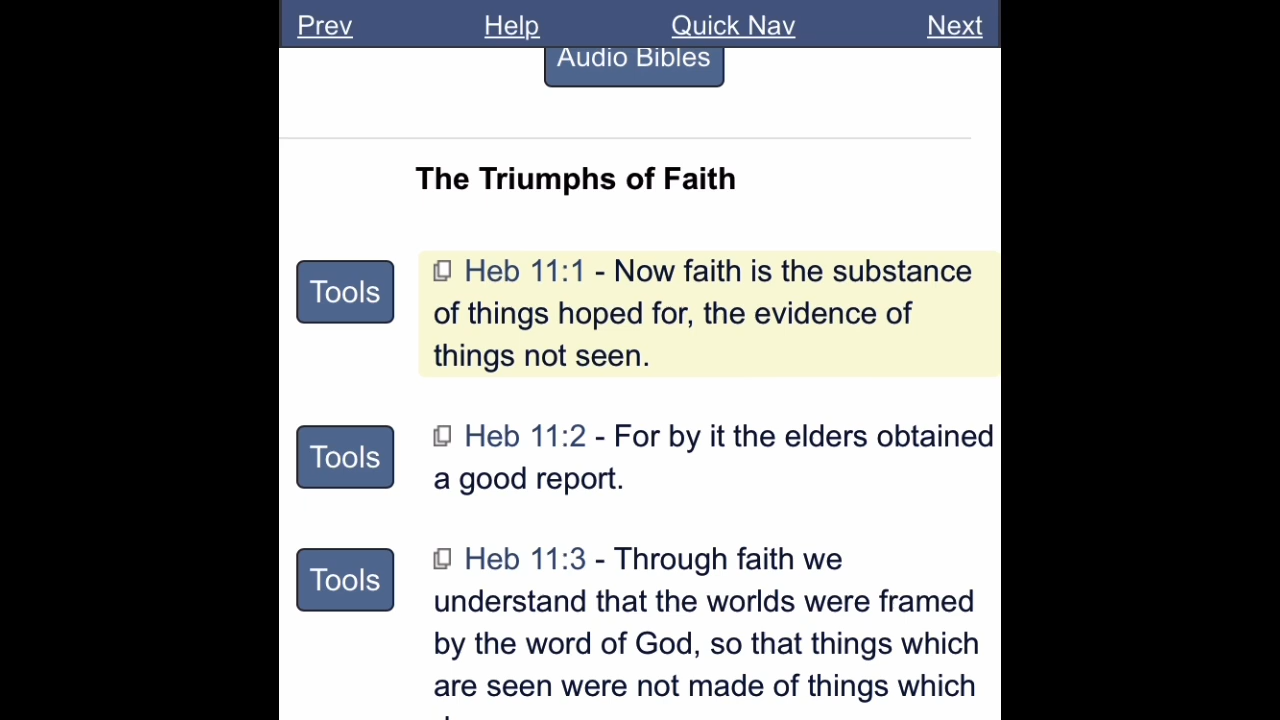 Prev Help Quick Nav Next
Audio Bibles
The Triumphs of Faith
Tools
Heb 11:1 - Now faith is the substance
of things hoped for, the evidence of
things not seen.
Tools
Heb 11:2 - For by it the elders obtained
a good report.
Tools
Heb 11:3 - Through faith we
understand that the worlds were framed
by the word of God, so that things which
are seen were not made of things which